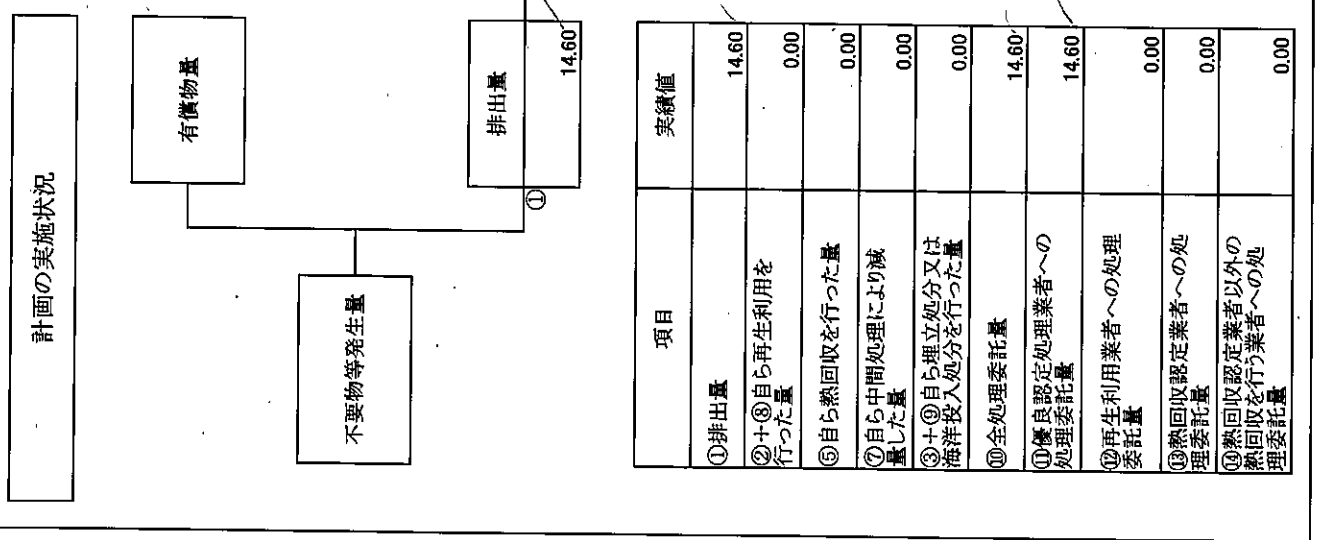 計画の実施状況
有償物量
不要物等発生量
排出量
①
14.60
項目
実績値
①排出量
14.60
②+⑧自ら再生利用を
行った量
0.00
⑤自ら熱回収を行った量
0.00
⑦自ら中間処理により減
量した量
0.00
③+⑨自ら埋立処分又は
海洋投入処分を行った量
0.00
⑩全処理委託量
14.60
⑪優良認定処理業者への
処理委託量
14.60
⑫再生利用業者への処理
委託量
0.00
⑬熱回収認定業者への処
理委託量
0.00
⑭熱回収認定業者以外の
熱回収を行う業者への処
理委託量
0.00